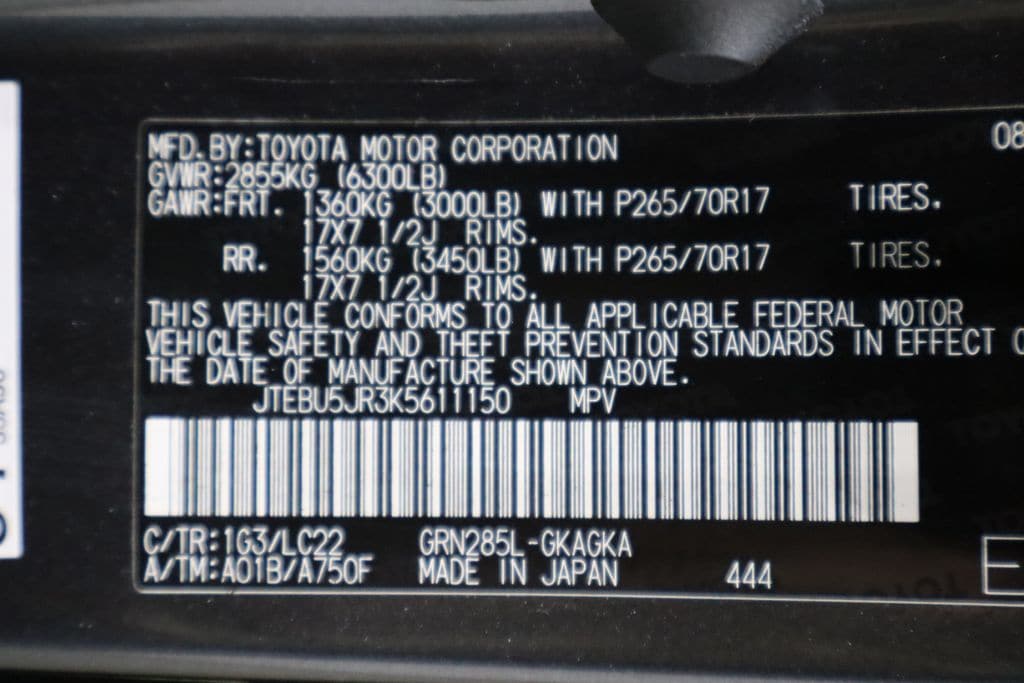 08
MFD. BY:TOYOTA MOTOR CORPORATION
GVWR:2855KG (6300LB)
GAWR:FRT. 1360KG (3000LB) WITH P265/70R17 TIRES.
17X7 1/2J RIMS.
RR. 1560KG (3450LB) WITH P265/70R17 TIRES.
17X7 1/2J RIMS.
THIS VEHICLE CONFORMS TO ALL APPLICABLE FEDERAL MOTOR
VEHICLE SAFETY AND THEFT PREVENTION STANDARDS IN EFFECT
THE DATE OF MANUFACTURE SHOWN ABOVE.
JTEBU5JR3K5611150 MPV
C/TR:1G3/LC22 GRN285L-GKAGKA
A/TM:A01B/A750F MADE IN JAPAN 444